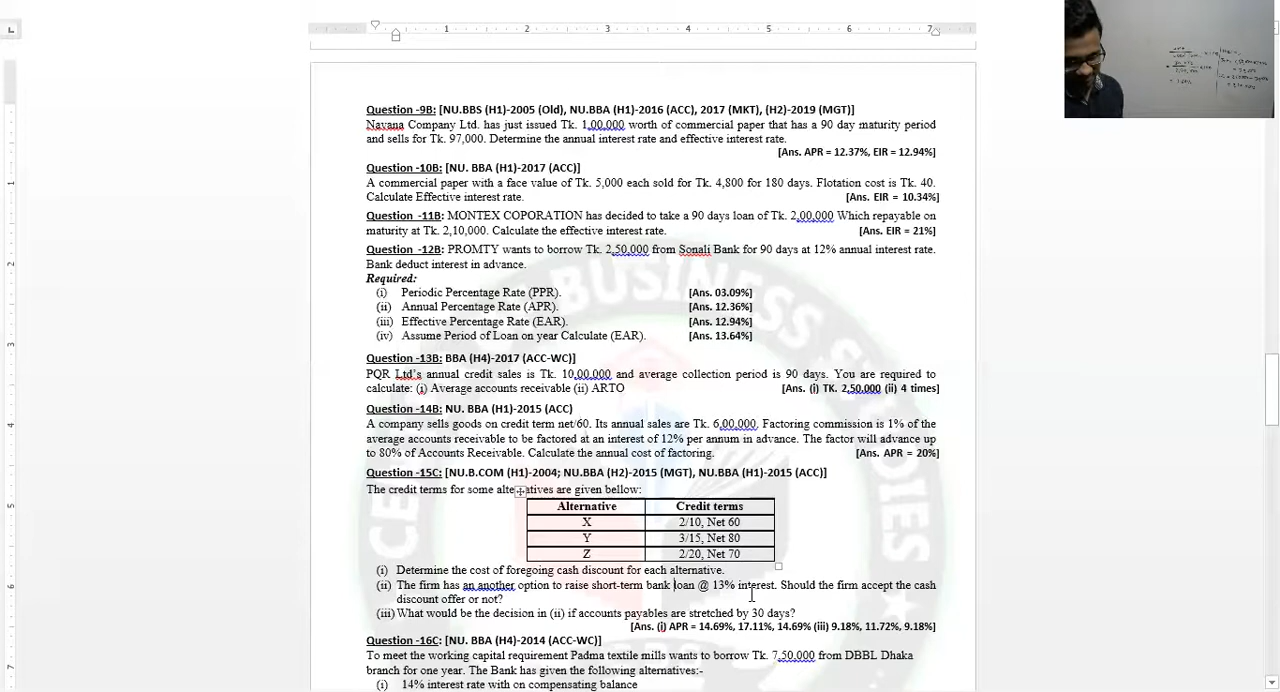 1 2 3 4 5 6 7
Question -9B: [NU.BBS (H1)-2005 (Old), NU.BBA (H1)-2016 (ACC), 2017 (MKT), (H2)-2019 (MGT)]
Navana Company Ltd. has just issued Tk. 1,00,000 worth of commercial paper that has a 90 day maturity period
and sells for Tk. 97,000. Determine the annual interest rate and effective interest rate.
[Ans. APR = 12.37%, EIR = 12.94%]
Question -10B: [NU. BBA (H1)-2017 (ACC)]
A commercial paper with a face value of Tk. 5,000 each sold for Tk. 4,800 for 180 days. Flotation cost is Tk. 40.
Calculate Effective interest rate. [Ans. EIR = 10.34%]
Question -11B: MONTEX COPORATION has decided to take a 90 days loan of Tk. 2,00,000 Which repayable on
maturity at Tk. 2,10,000. Calculate the effective interest rate. [Ans. EIR = 21%]
Question -12B: PROMTY wants to borrow Tk. 2,50,000 from Sonali Bank for 90 days at 12% annual interest rate.
Bank deduct interest in advance.
Required:
(i) Periodic Percentage Rate (PPR). [Ans. 03.09%]
(ii) Annual Percentage Rate (APR). [Ans. 12.36%]
(iii) Effective Percentage Rate (EAR). [Ans. 12.94%]
(iv) Assume Period of Loan on year Calculate (EAR). [Ans. 13.64%]
Question -13B: BBA (H4)-2017 (ACC-WC)]
PQR Ltd's annual credit sales is Tk. 10,00,000 and average collection period is 90 days. You are required to
calculate: (i) Average accounts receivable (ii) ARTO [Ans. (i) TK. 2,50,000 (ii) 4 times]
Question -14B: NU. BBA (H1)-2015 (ACC)
A company sells goods on credit term net/60. Its annual sales are Tk. 6,00,000. Factoring commission is 1% of the
average accounts receivable to be factored at an interest of 12% per annum in advance. The factor will advance up
to 80% of Accounts Receivable. Calculate the annual cost of factoring. [Ans. APR = 20%]
Question -15C: [NU.B.COM (H1)-2004; NU.BBA (H2)-2015 (MGT), NU.BBA (H1)-2015 (ACC)]
The credit terms for some alternatives are given bellow:
Alternative Credit terms
X 2/10, Net 60
Y 3/15, Net 80
Z 2/20, Net 70
(i) Determine the cost of foregoing cash discount for each alternative.
(ii) The firm has an another option to raise short-term bank loan @ 13% interest. Should the firm accept the cash
discount offer or not?
(iii) What would be the decision in (ii) if accounts payables are stretched by 30 days?
[Ans. (i) APR = 14.69%, 17.11%, 14.69% (iii) 9.18%, 11.72%, 9.18%]
Question -16C: [NU. BBA (H4)-2014 (ACC-WC)]
To meet the working capital requirement Padma textile mills wants to borrow Tk. 7,50,000 from DBBL Dhaka
branch for one year. The Bank has given the following alternatives:-
(i) 14% interest rate with on compensating balance